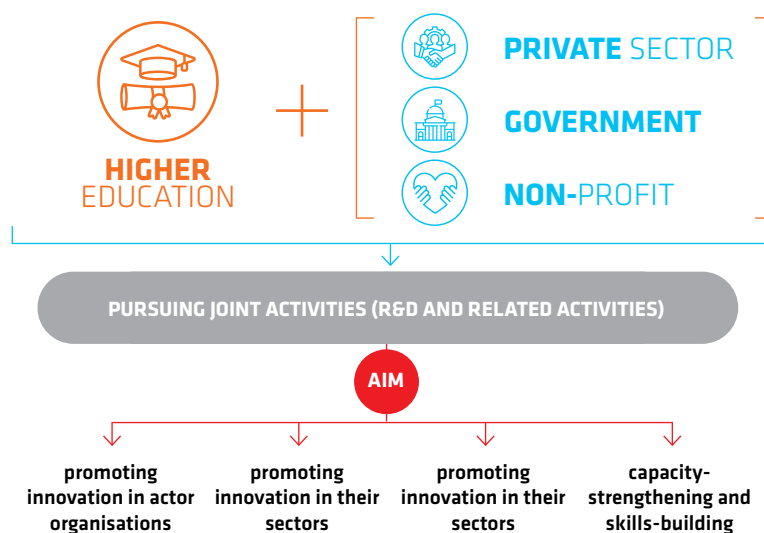 HIGHER
EDUCATION
PRIVATE SECTOR
GOVERNMENT
NON-PROFIT
PURSUING JOINT ACTIVITIES (R&D AND RELATED ACTIVITIES)
AIM
promoting
innovation in actor
organisations
promoting
innovation in their
sectors
promoting
innovation in their
sectors
capacity-
strengthening and
skills-building